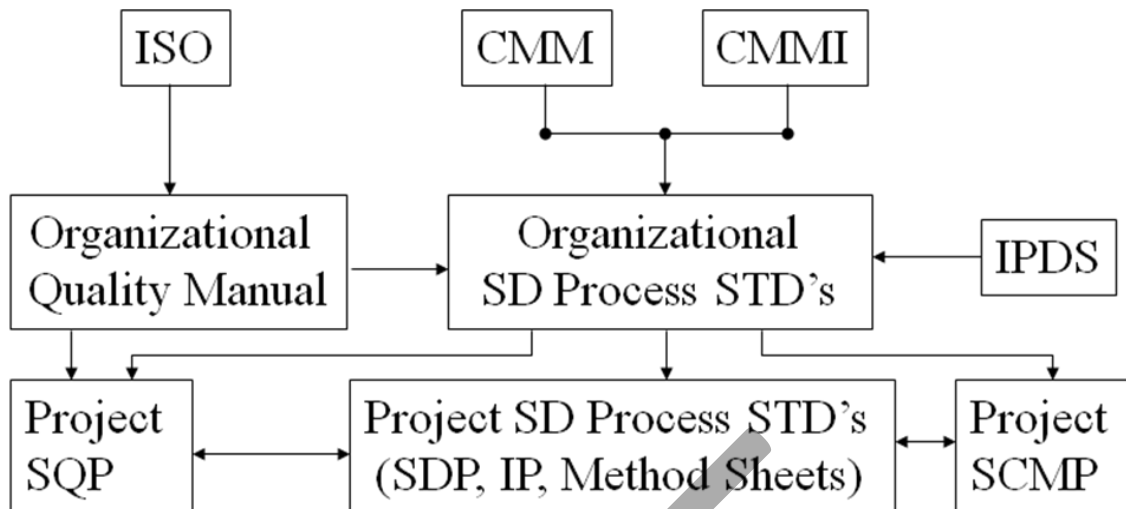 ISO
CMM
CMMI
Organizational
Quality Manual
Organizational
SD Process STD’s
IPDS
Project
SQP
Project SD Process STD’s
(SDP, IP, Method Sheets)
Project
SCMP